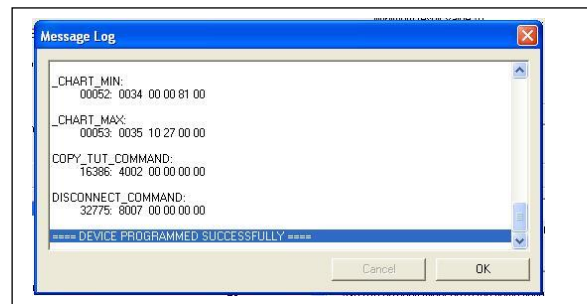 Message Log
_CHART_MIN:
00052: 0034 00 00 81 00
_CHART_MAX:
00053: 0035 10 27 00 00
COPY_TUT_COMMAND:
16386: 4002 00 00 00 00
DISCONNECT_COMMAND:
32775: 8007 00 00 00 00
==== DEVICE PROGRAMMED SUCCESSFULLY ====
Cancel
OK